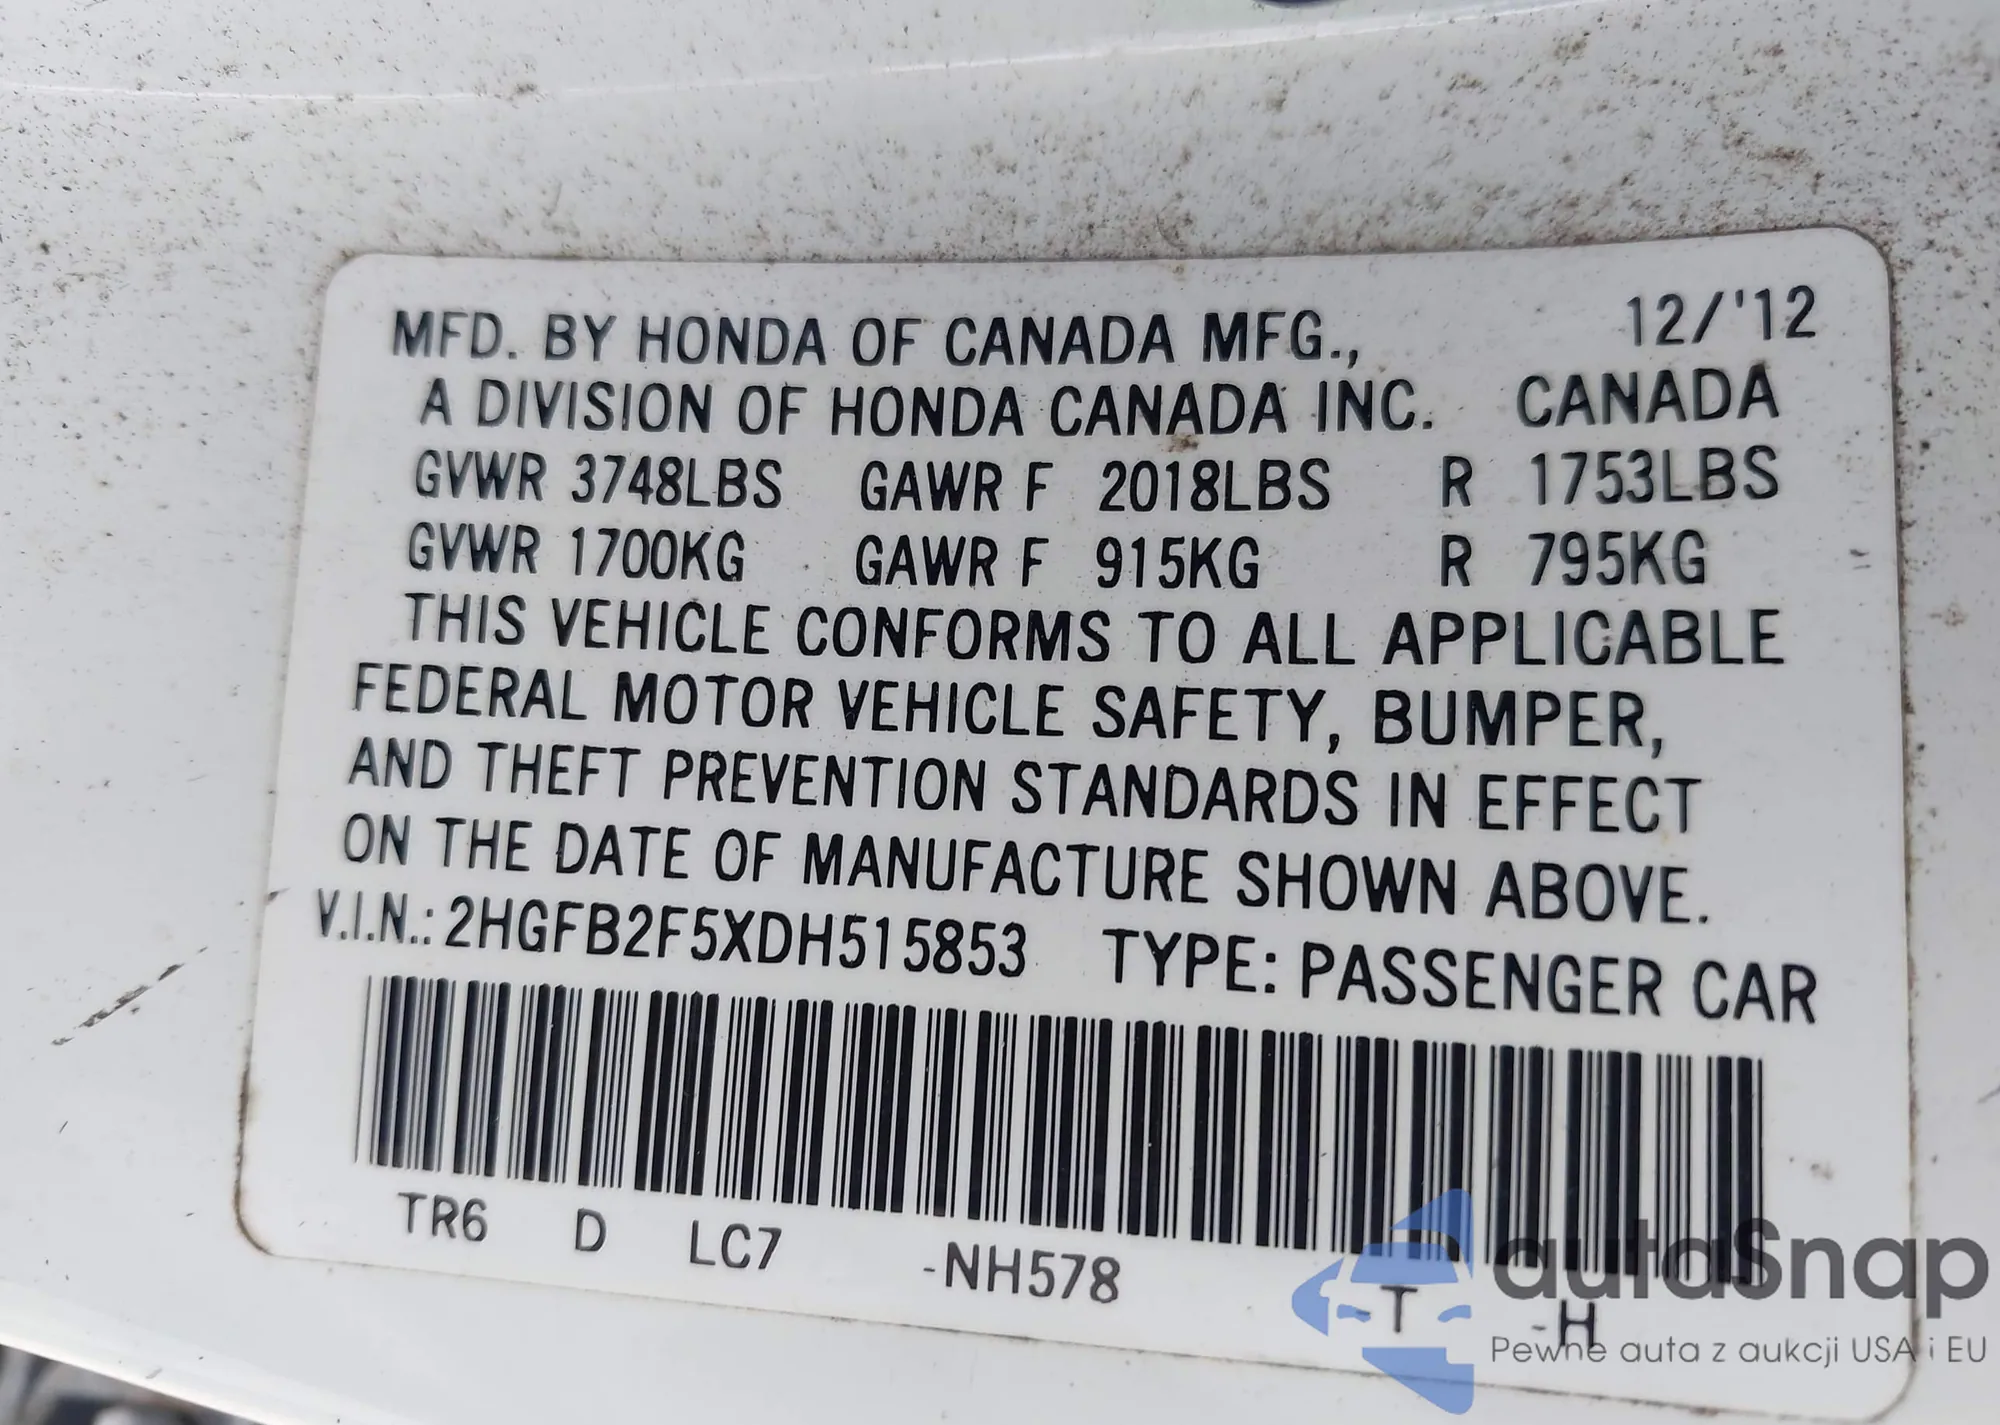 MFD. BY HONDA OF CANADA MFG., 12/'12
A DIVISION OF HONDA CANADA INC. CANADA
GVWR 3748LBS GAWR F 2018LBS R 1753LBS
GVWR 1700KG GAWR F 915KG R 795KG
THIS VEHICLE CONFORMS TO ALL APPLICABLE
FEDERAL MOTOR VEHICLE SAFETY, BUMPER,
AND THEFT PREVENTION STANDARDS IN EFFECT
ON THE DATE OF MANUFACTURE SHOWN ABOVE.
V.I.N.: 2HGFB2F5XDH515853 TYPE: PASSENGER CAR
TR6 D LC7 -NH578 -T -H
autaSnap
Pewne auta z aukcji USA i EU